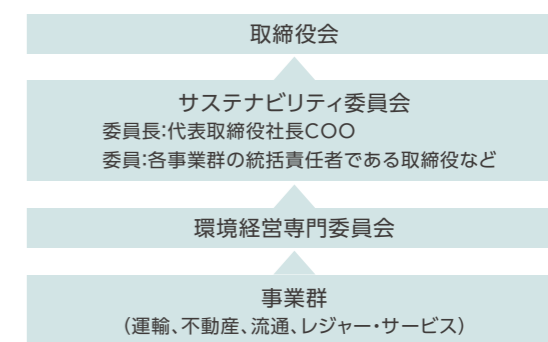 取締役会
サステナビリティ委員会
委員長:代表取締役社長COO
委員:各事業群の統括責任者である取締役など
環境経営専門委員会
事業群
(運輸、不動産、流通、レジャー・サービス)